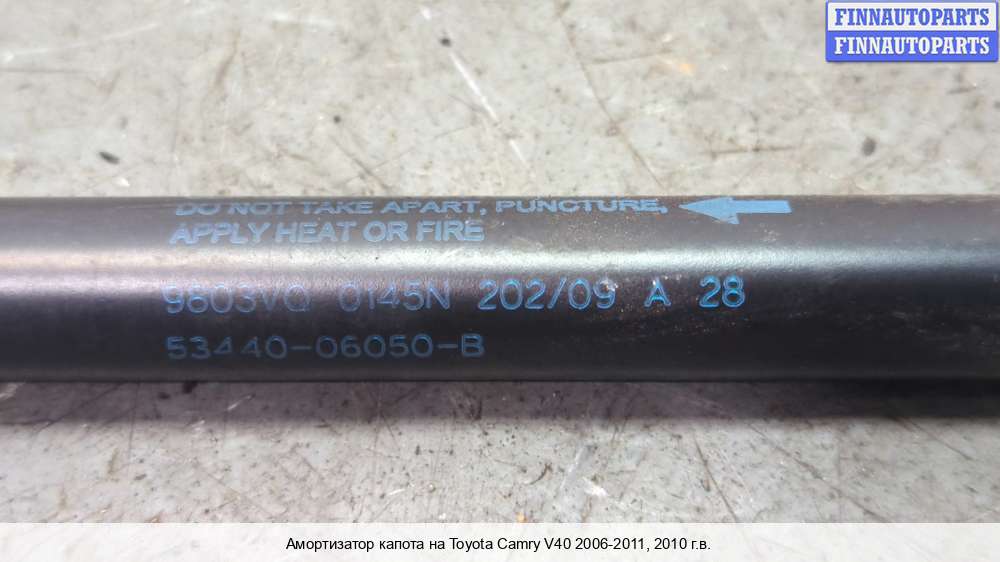 FINNAUTOPARTS
FINNAUTOPARTS
DO NOT TAKE APART, PUNCTURE,
APPLY HEAT OR FIRE
9803VQ 0145N 202/09 A 28
53440-06050-B
Амортизатор капота на Toyota Camry V40 2006-2011, 2010 г.в.